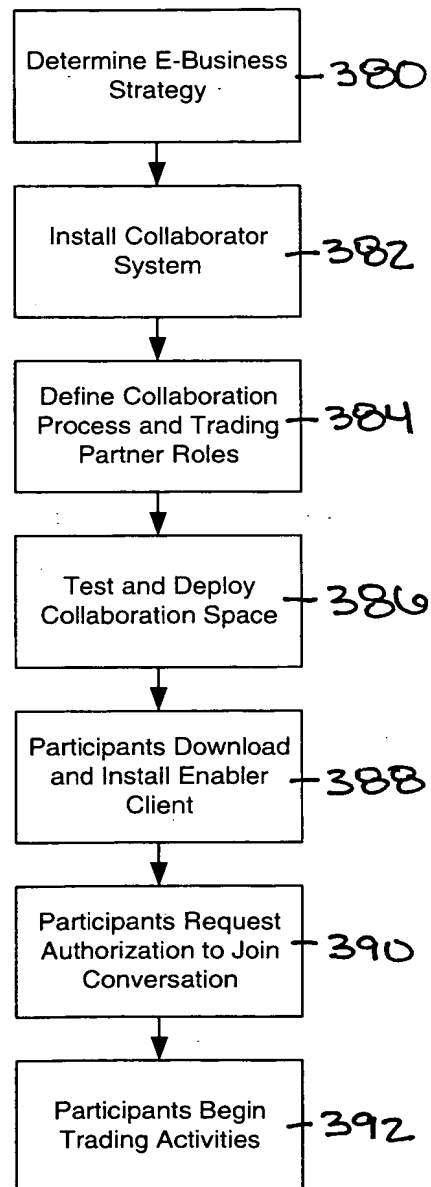 Determine E-Business
Strategy
380
Install Collaborator
System
382
Define Collaboration
Process and Trading
Partner Roles
384
Test and Deploy
Collaboration Space
386
Participants Download
and Install Enabler
Client
388
Participants Request
Authorization to Join
Conversation
390
Participants Begin
Trading Activities
392